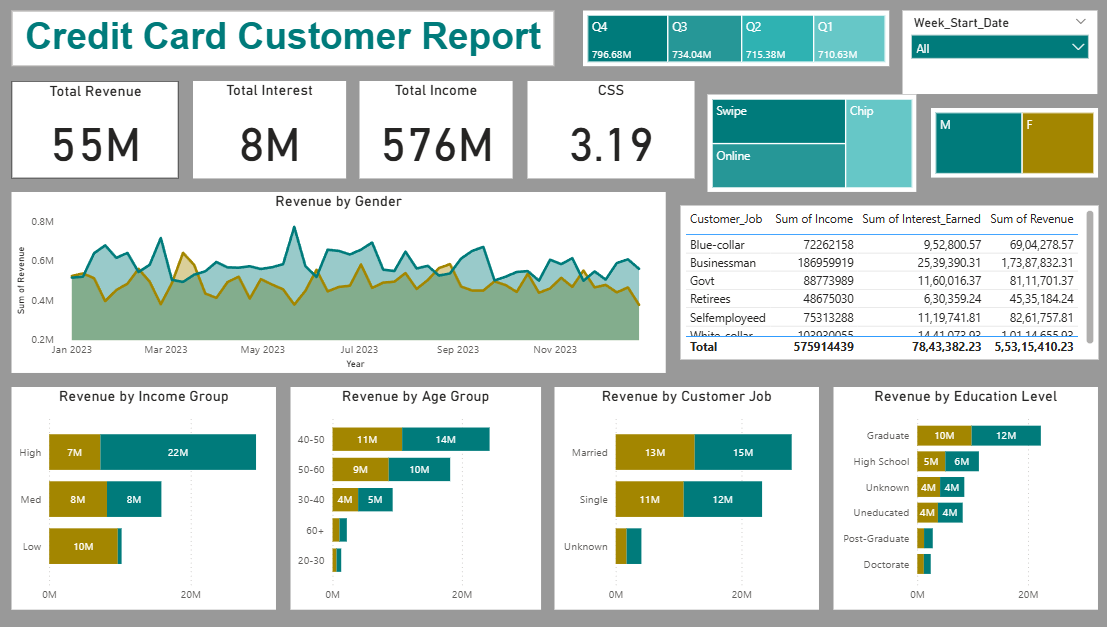 Credit Card Customer Report
Q4
796.68M
Q3
734.04M
Q2
715.38M
Q1
710.63M
Week_Start_Date
All
Total Revenue
55M
Total Interest
8M
Total Income
576M
CSS
3.19
Swipe
Online
Chip
M
F
Revenue by Gender
Sum of Revenue
0.8M
0.6M
0.4M
0.2M
Jan 2023 Mar 2023 May 2023 Jul 2023 Sep 2023 Nov 2023
Year
Customer_Job Sum of Income Sum of Interest_Earned Sum of Revenue
Blue-collar 72262158 9,52,800.57 69,04,278.57
Businessman 186959919 25,39,390.31 1,73,87,832.31
Govt 88773989 11,60,016.37 81,11,701.37
Retirees 48675030 6,30,359.24 45,35,184.24
Selfemployeed 75313288 11,19,741.81 82,61,757.81
White-collar 103930055 14,41,073.93 1,01,14,655.93
Total 575914439 78,43,382.23 5,53,15,410.23
Revenue by Income Group
High 7M 22M
Med 8M 8M
Low 10M
0M 20M
Revenue by Age Group
40-50 11M 14M
50-60 9M 10M
30-40 4M 5M
60+
20-30
0M 20M
Revenue by Customer Job
Married 13M 15M
Single 11M 12M
Unknown
0M 20M
Revenue by Education Level
Graduate 10M 12M
High School 5M 6M
Unknown 4M 4M
Uneducated 4M 4M
Post-Graduate
Doctorate
0M 20M